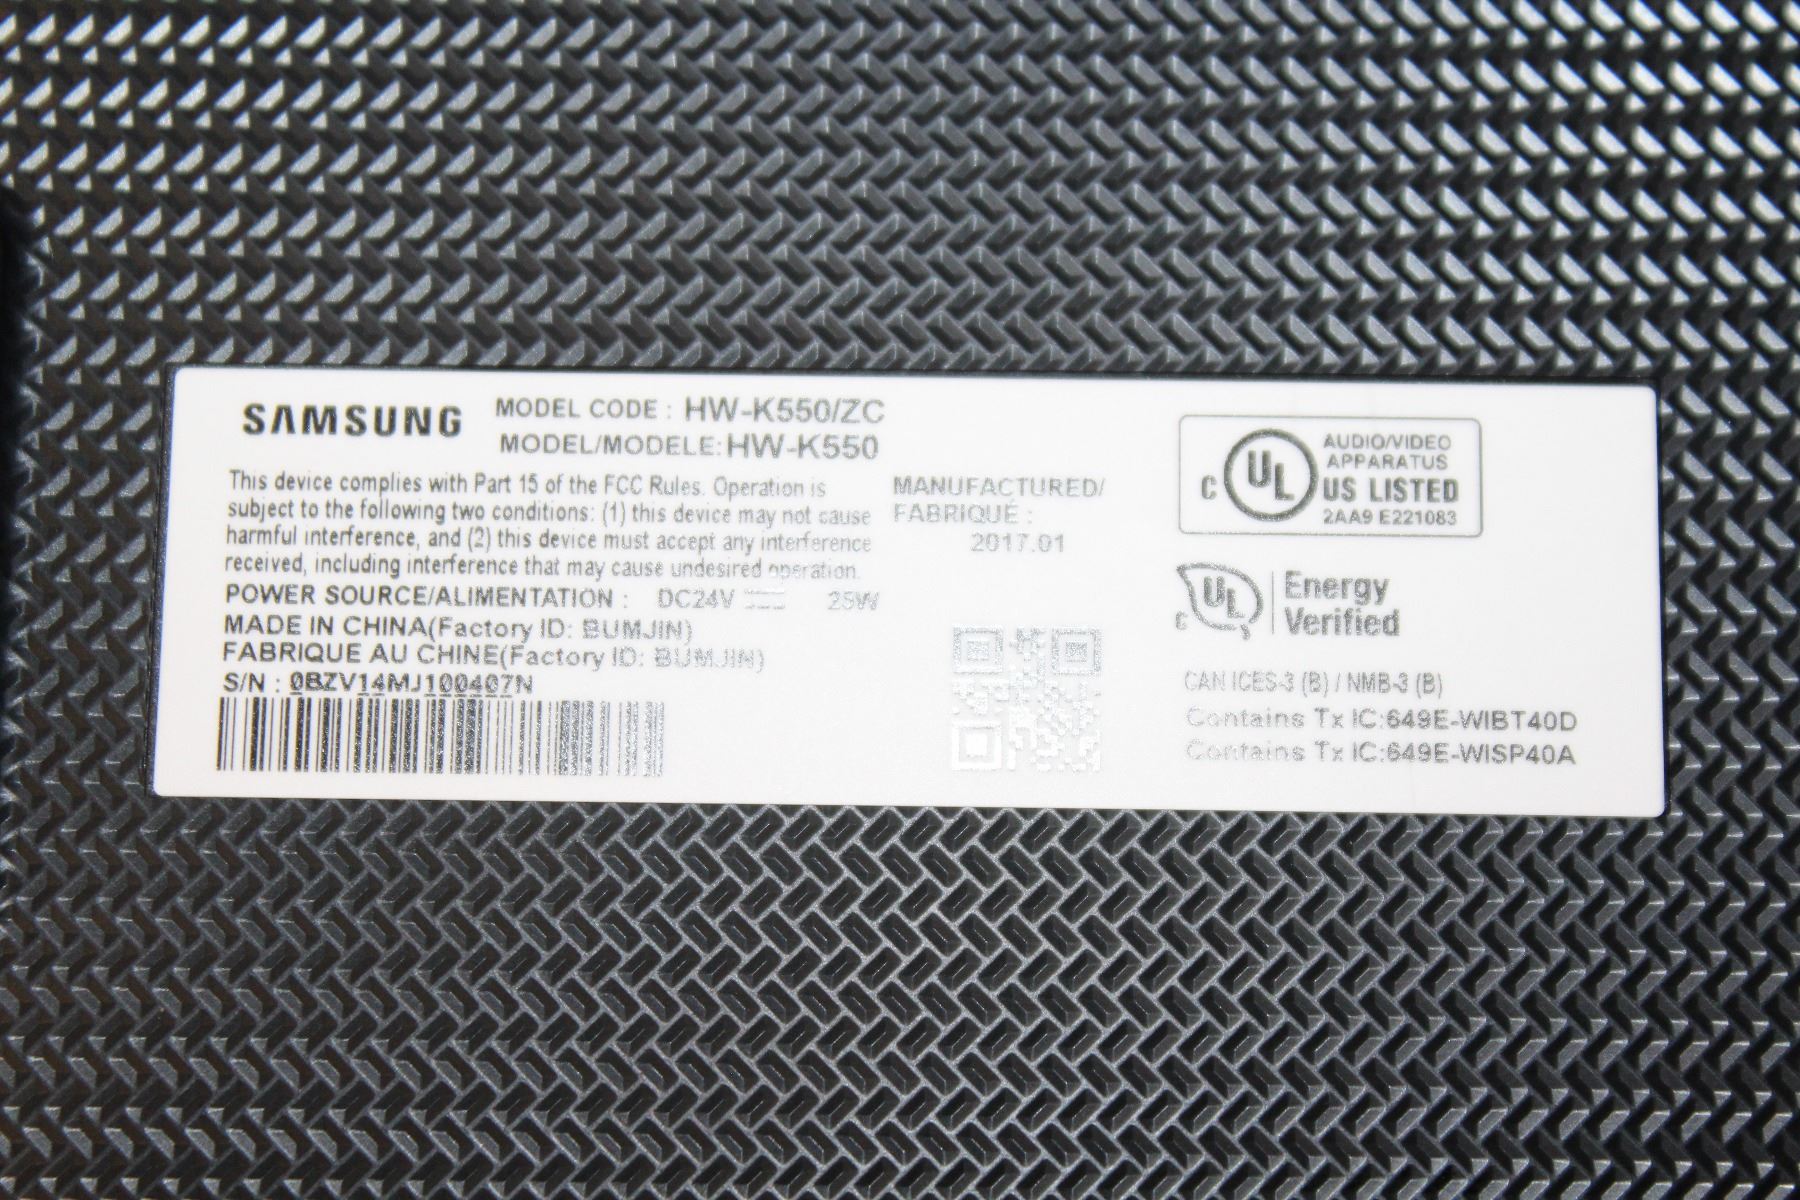 SAMSUNG
MODEL CODE : HW-K550/ZC
MODEL/MODELE:HW-K550
This device complies with Part 15 of the FCC Rules. Operation is
subject to the following two conditions: (1) this device may not cause
harmful interference, and (2) this device must accept any interference
received, including interference that may cause undesired operation.
POWER SOURCE/ALIMENTATION : DC24V 25W
MADE IN CHINA(Factory ID: BUMJIN)
FABRIQUE AU CHINE(Factory ID: BUMJIN)
S/N : 0BZV14MJ100407N
MANUFACTURED/
FABRIQUÉ :
2017.01
C UL
AUDIO/VIDEO
APPARATUS
US LISTED
2AA9 E221083
C UL
Energy
Verified
CAN ICES-3 (B) / NMB-3 (B)
Contains Tx IC:649E-WIBT40D
Contains Tx IC:649E-WISP40A